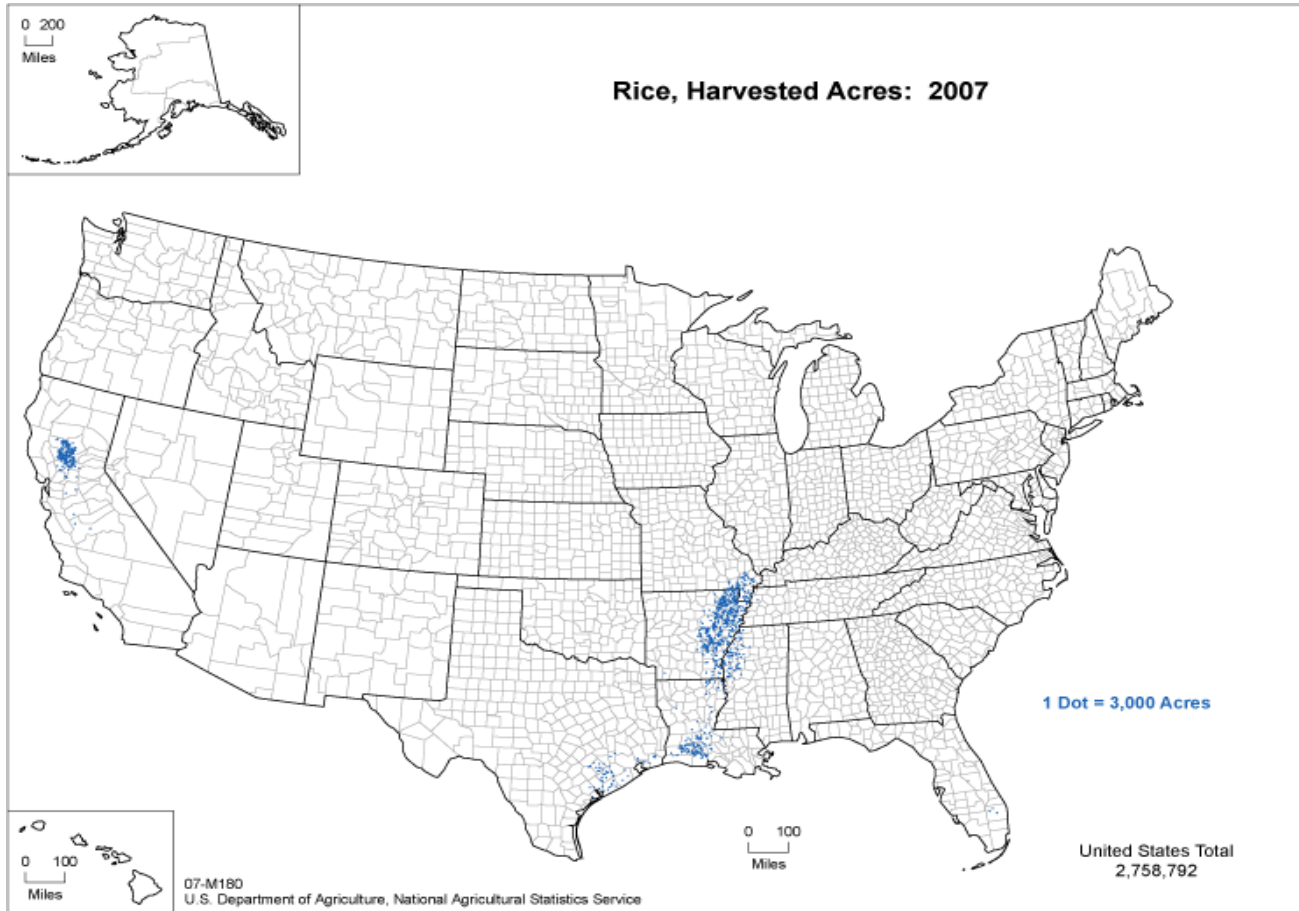 0 200
Miles
Rice, Harvested Acres: 2007
1 Dot = 3,000 Acres
0 100
Miles
United States Total
2,758,792
0 100
Miles
07-M180
U.S. Department of Agriculture, National Agricultural Statistics Service